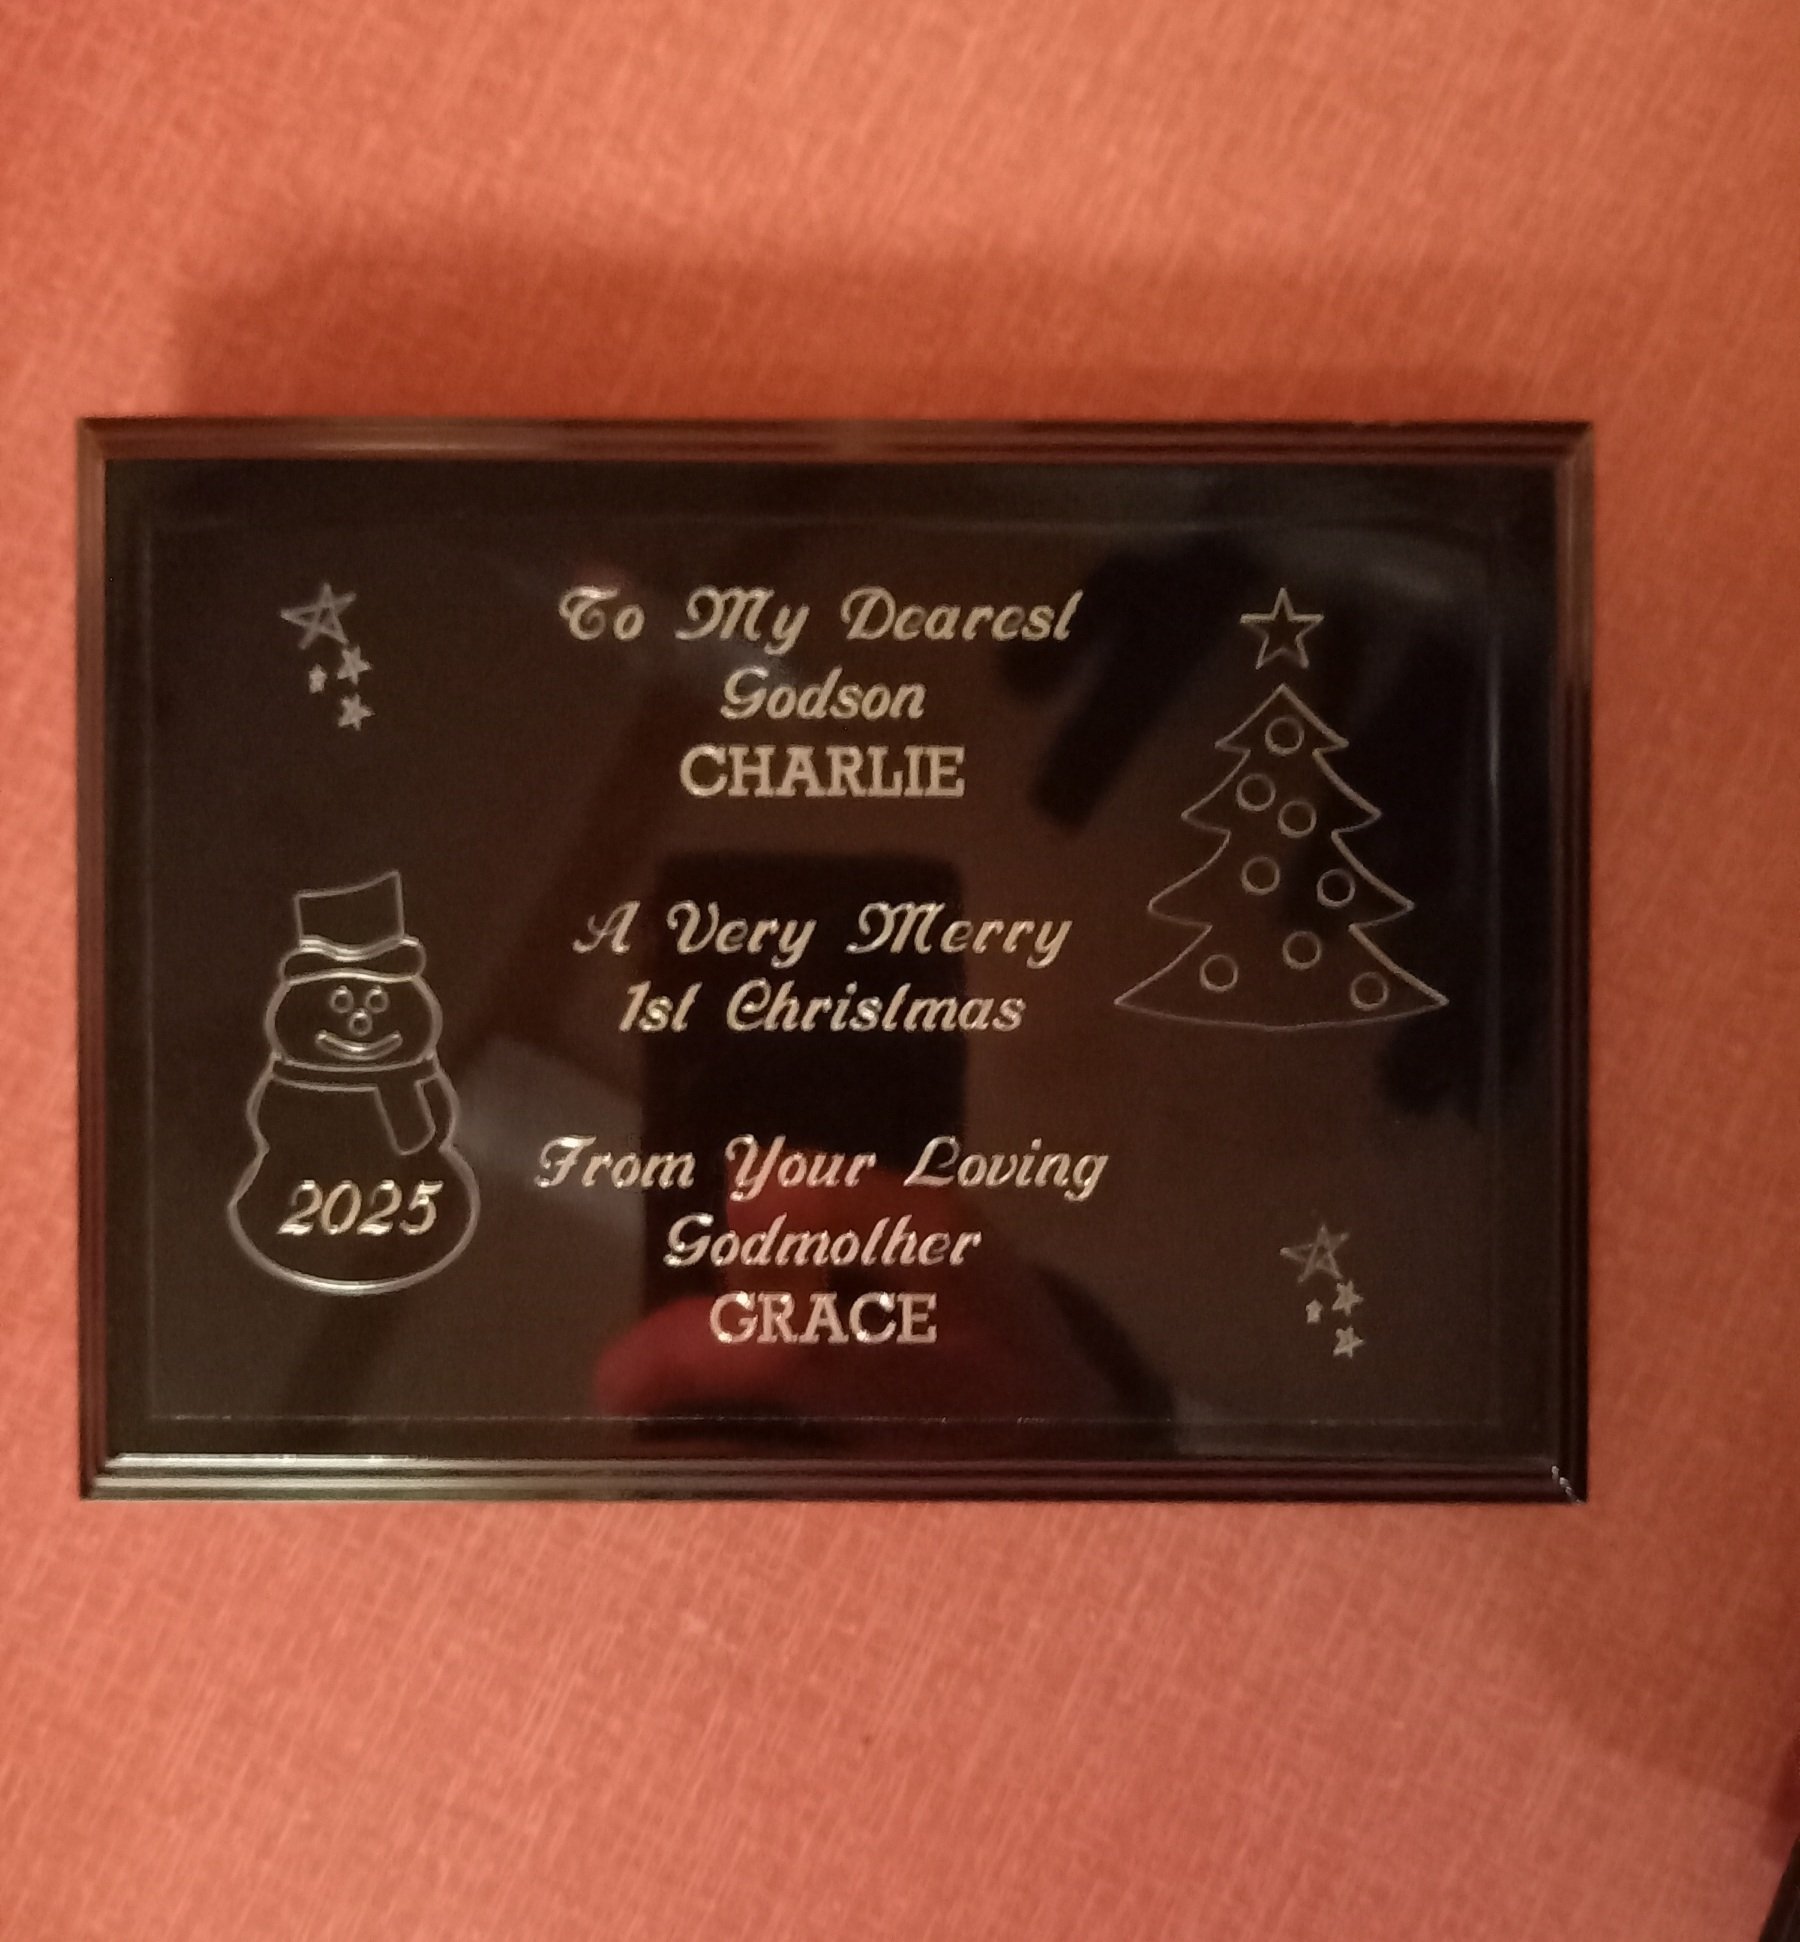 To My Dearest
Godson
CHARLIE
A Very Merry
1st Christmas
From Your Loving
Godmother
GRACE
2025